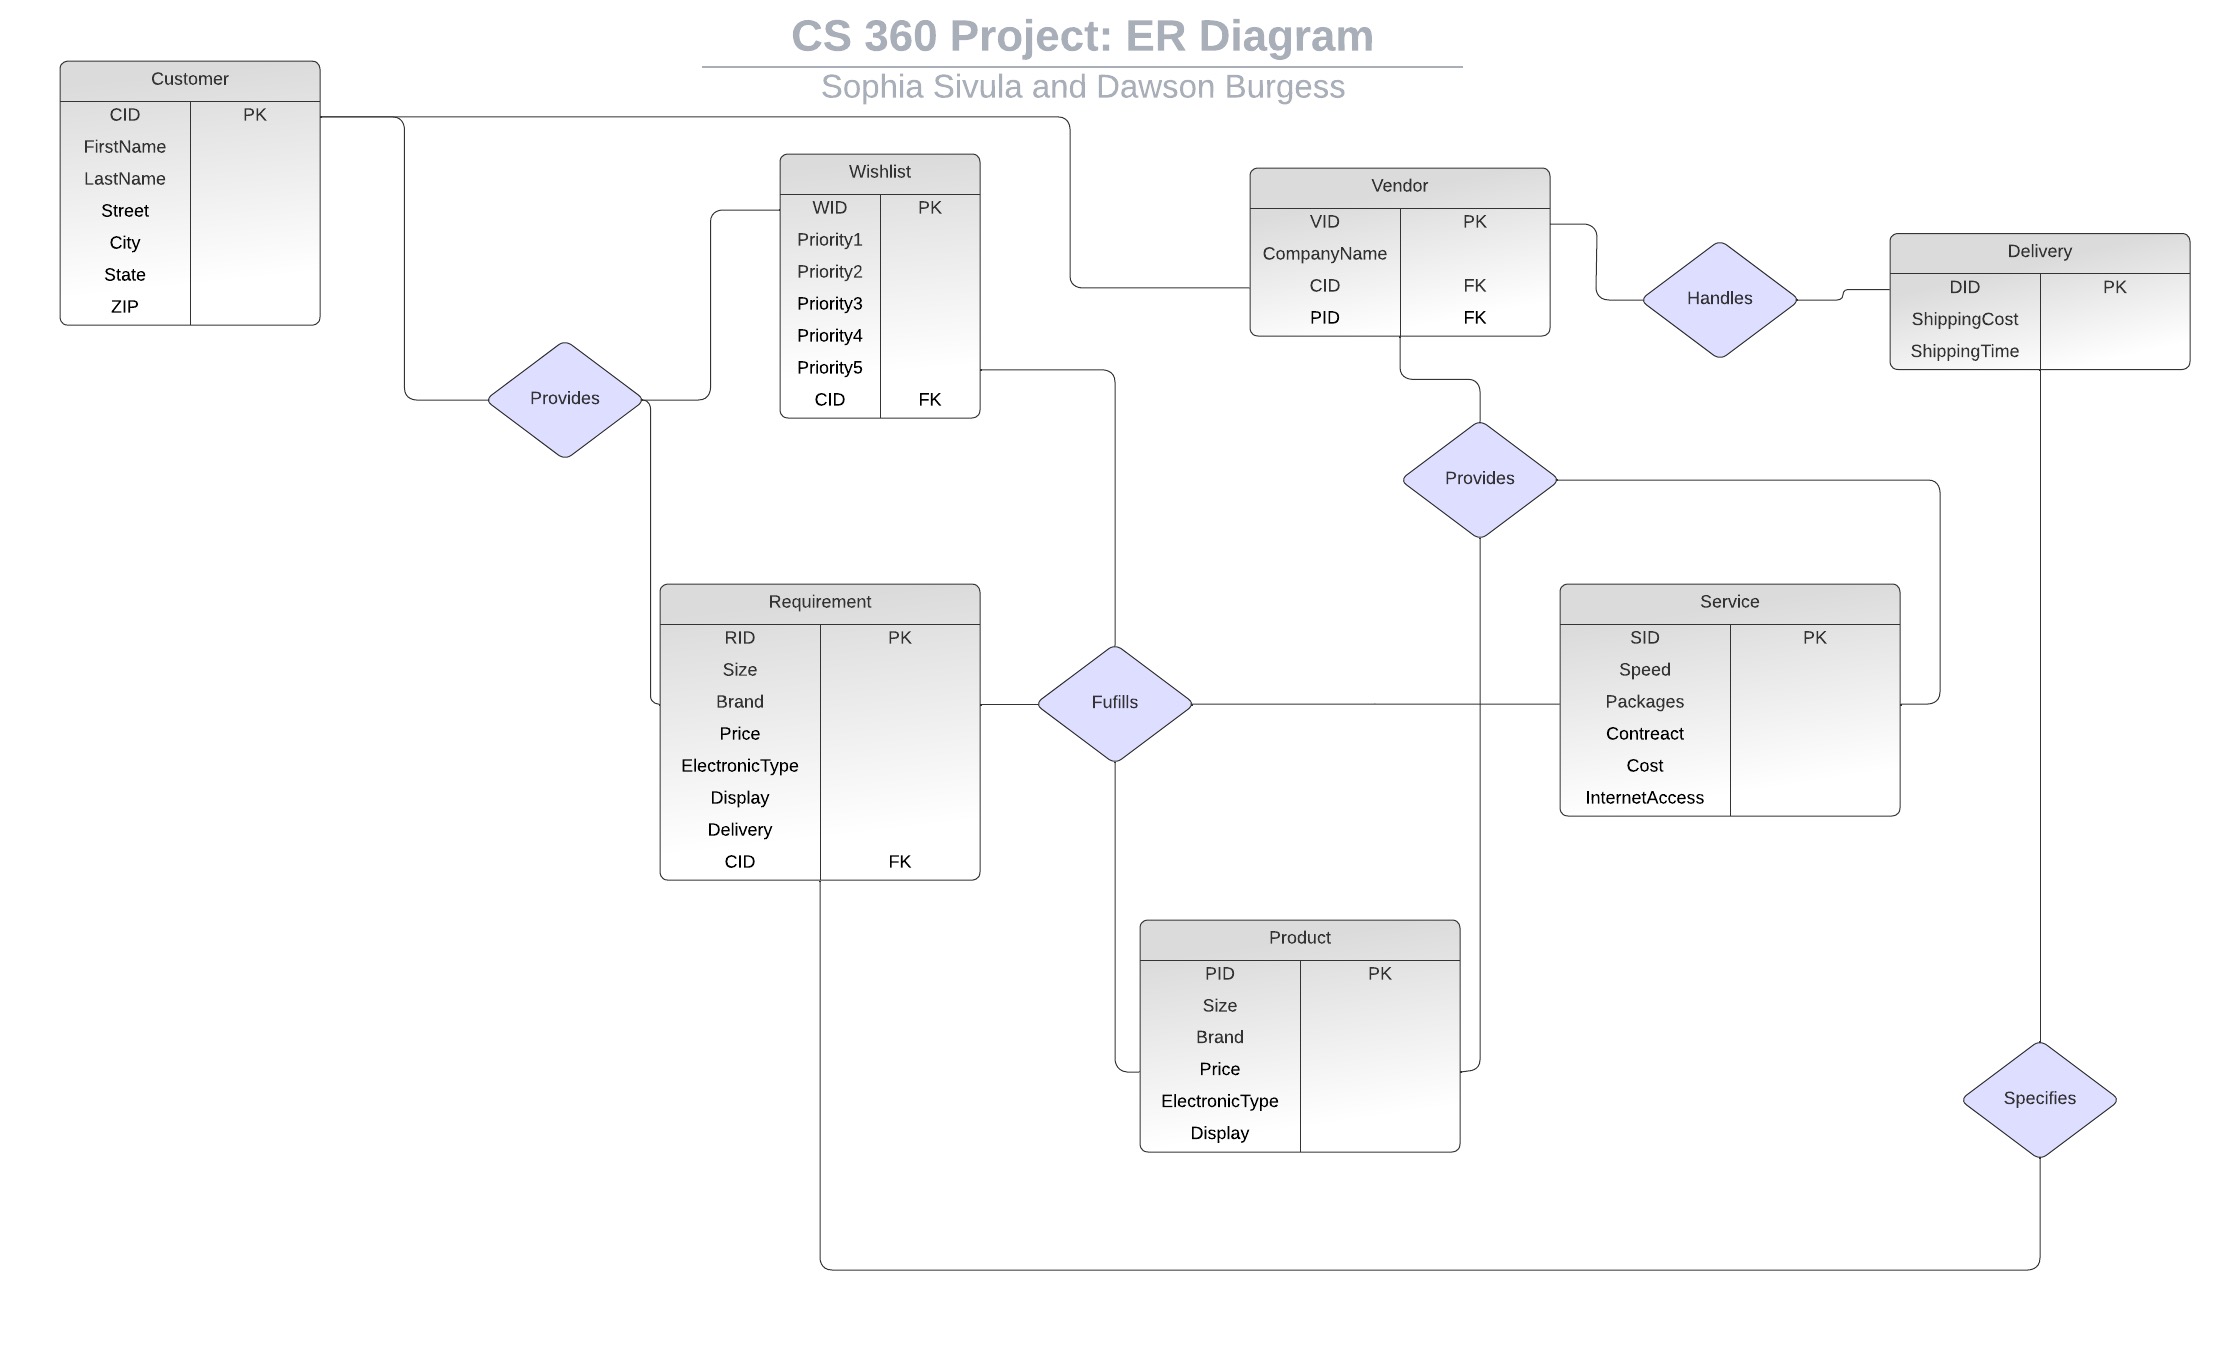 CS 360 Project: ER Diagram
Sophia Sivula and Dawson Burgess
Customer
CID PK
FirstName
LastName
Street
City
State
ZIP
Wishlist
WID PK
Priority1
Priority2
Priority3
Priority4
Priority5
CID FK
Vendor
VID PK
CompanyName
CID FK
PID FK
Handles
Delivery
DID PK
ShippingCost
ShippingTime
Provides
Provides
Requirement
RID PK
Size
Brand
Price
ElectronicType
Display
Delivery
CID FK
Fufills
Service
SID PK
Speed
Packages
Contreact
Cost
InternetAccess
Product
PID PK
Size
Brand
Price
ElectronicType
Display
Specifies